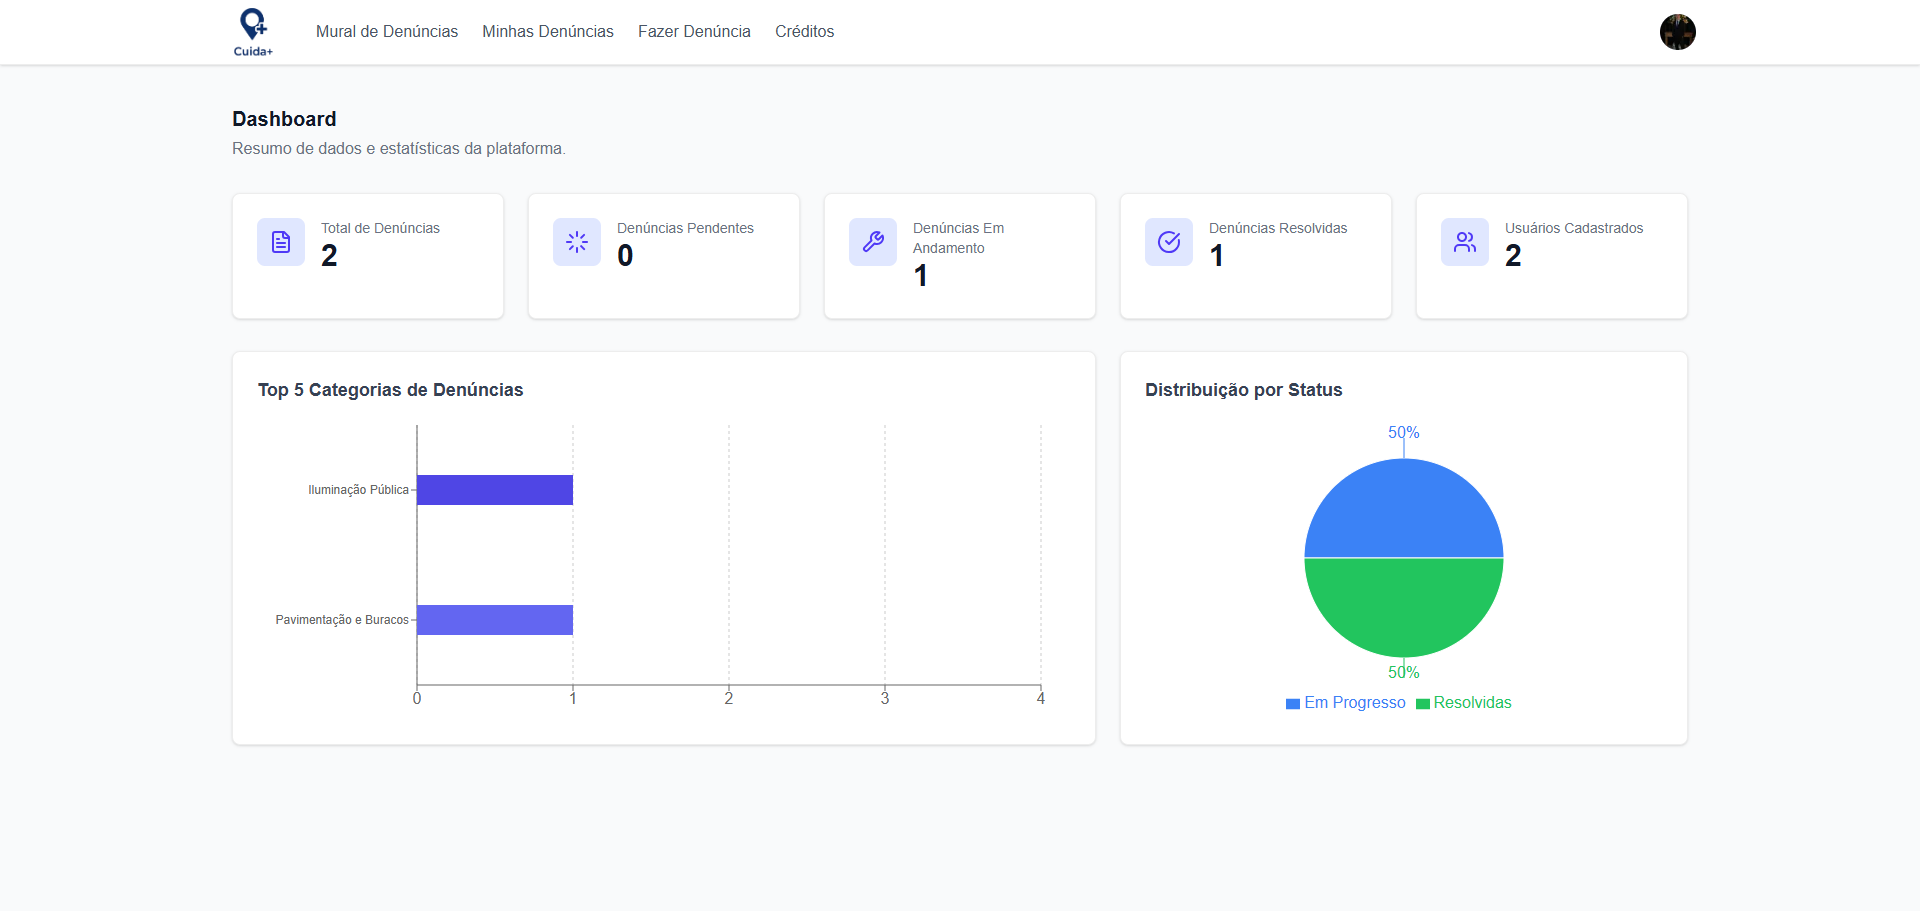 Cuida+
Mural de Denúncias
Minhas Denúncias
Fazer Denúncia
Créditos
Dashboard
Resumo de dados e estatísticas da plataforma.
Total de Denúncias
2
Denúncias Pendentes
0
Denúncias Em
Andamento
1
Denúncias Resolvidas
1
Usuários Cadastrados
2
Top 5 Categorias de Denúncias
Iluminação Pública
Pavimentação e Buracos
0
1
2
3
4
Distribuição por Status
50%
50%
Em Progresso
Resolvidas